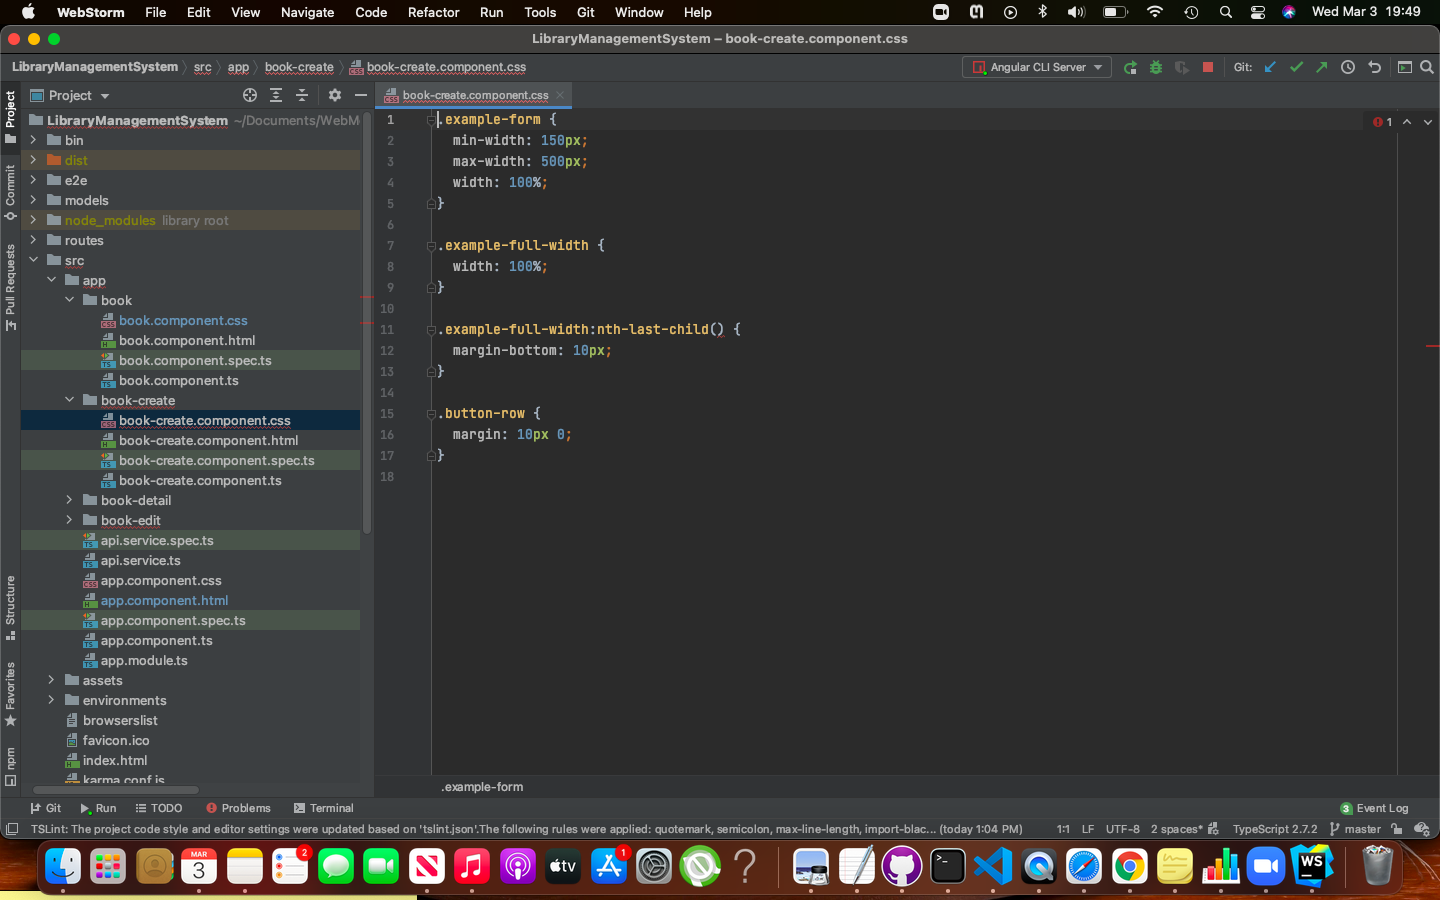 WebStorm File Edit View Navigate Code Refactor Run Tools Git Window Help Wed Mar 3 19:49
LibraryManagementSystem – book-create.component.css
LibraryManagementSystem src app book-create book-create.component.css Angular CLI Server Git:
Project
book-create.component.css
LibraryManagementSystem ~/Documents/WebM
bin
dist
e2e
models
node_modules library root
routes
src
app
book
book.component.css
book.component.html
book.component.spec.ts
book.component.ts
book-create
book-create.component.css
book-create.component.html
book-create.component.spec.ts
book-create.component.ts
book-detail
book-edit
api.service.spec.ts
api.service.ts
app.component.css
app.component.html
app.component.spec.ts
app.component.ts
app.module.ts
assets
environments
browserslist
favicon.ico
index.html
karma.conf.js
Project
Commit
Pull Requests
Structure
Favorites
npm
1 .example-form {
2 min-width: 150px;
3 max-width: 500px;
4 width: 100%;
5 }
6
7 .example-full-width {
8 width: 100%;
9 }
10
11 .example-full-width:nth-last-child() {
12 margin-bottom: 10px;
13 }
14
15 .button-row {
16 margin: 10px 0;
17 }
18
1
.example-form
Git Run TODO Problems Terminal 3 Event Log
TSLint: The project code style and editor settings were updated based on 'tslint.json'.The following rules were applied: quotemark, semicolon, max-line-length, import-blac... (today 1:04 PM) 1:1 LF UTF-8 2 spaces* TypeScript 2.7.2 master
MAR
3
2
tv
1
WS